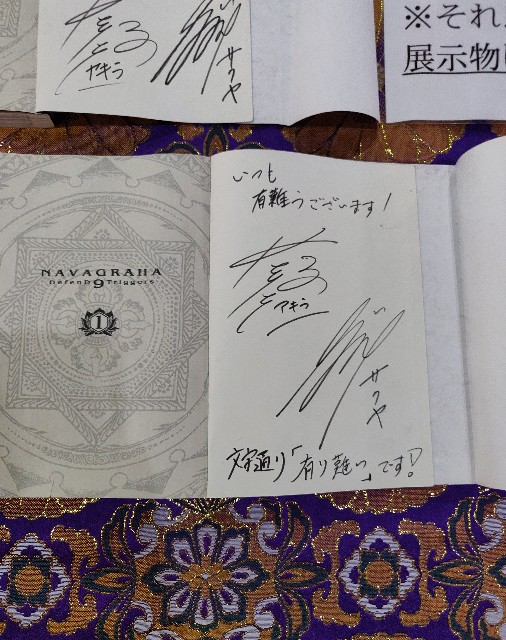 アキラ
サクヤ
※それ
展示物
NAVAGRAHA
DefenD 9 Triggers
1
いつも
有難うございます!
アキラ
サクヤ
文字通り「有り難い」です!?